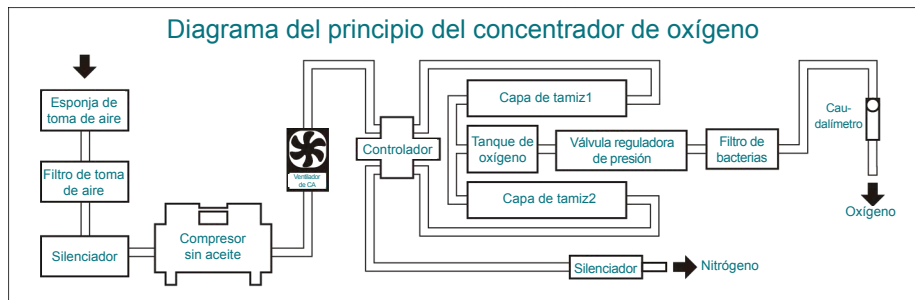 Diagrama del principio del concentrador de oxígeno
Esponja de
toma de aire
Filtro de toma
de aire
Silenciador
Compresor
sin aceite
Ventilador
de CA
Controlador
Capa de tamiz1
Tanque de
oxígeno
Capa de tamiz2
Válvula reguladora
de presión
Filtro de
bacterias
Cau-
dalímetro
Oxígeno
Silenciador
Nitrógeno